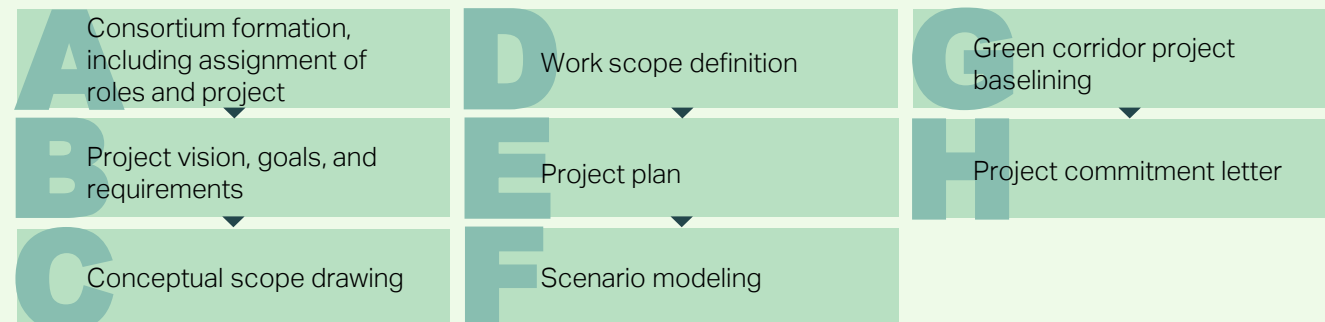 A
Consortium formation,
including assignment of
roles and project
B
Project vision, goals, and
requirements
C
Conceptual scope drawing
D
Work scope definition
E
Project plan
F
Scenario modeling
G
Green corridor project
baselining
H
Project commitment letter